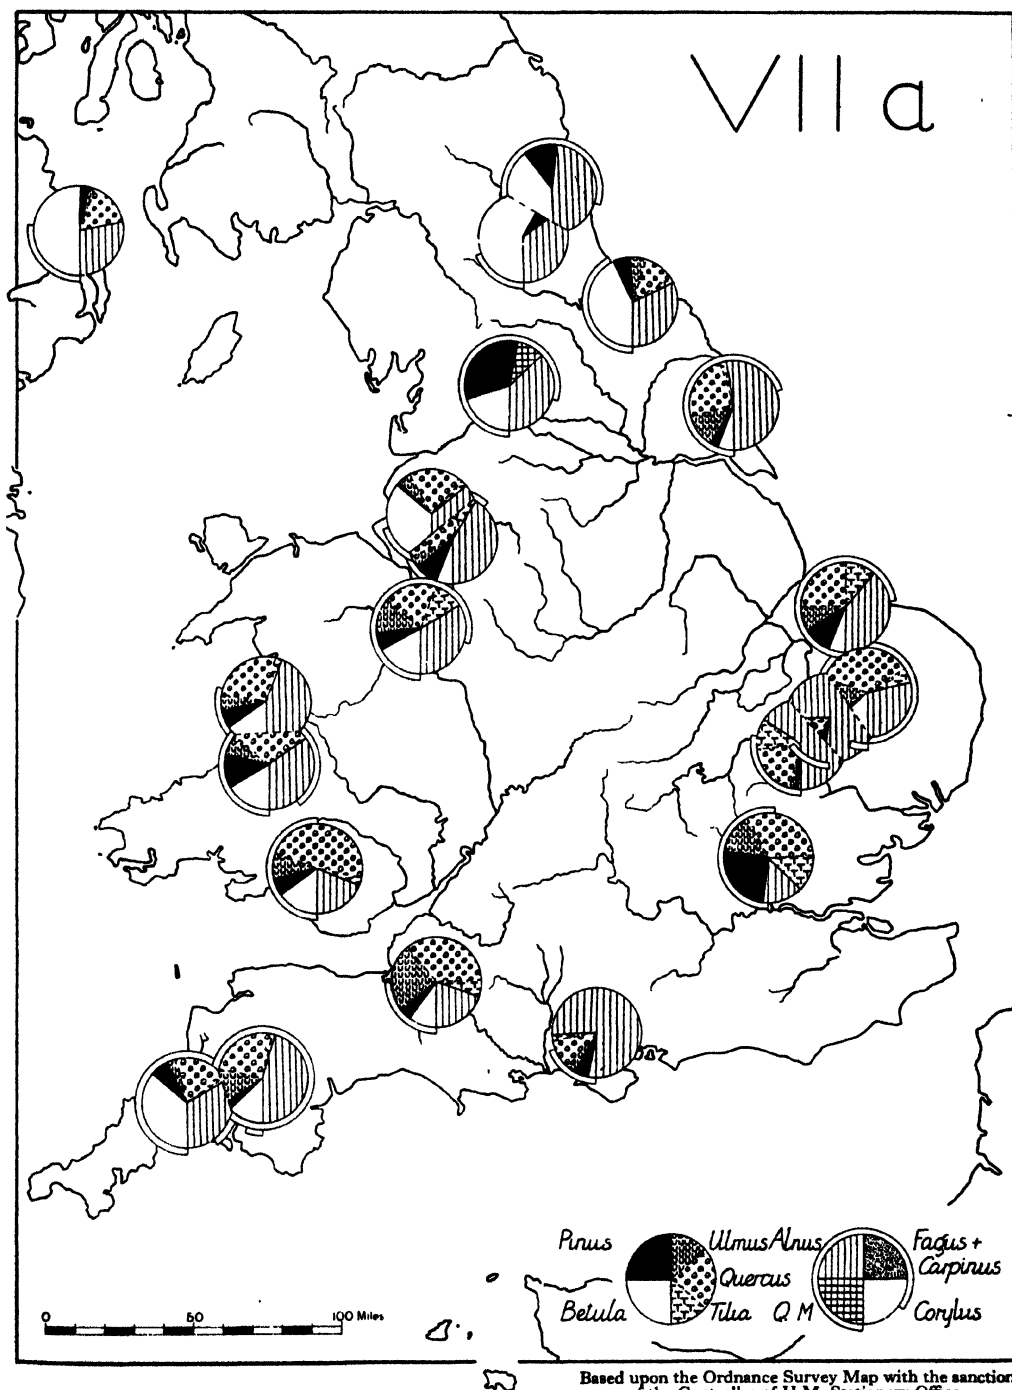 VII a
Pinus Ulmus Alnus Fagus +
Carpinus
Quercus
Betula Tilia Q M Corylus
0 50 100 Miles
Based upon the Ordnance Survey Map with the sanction